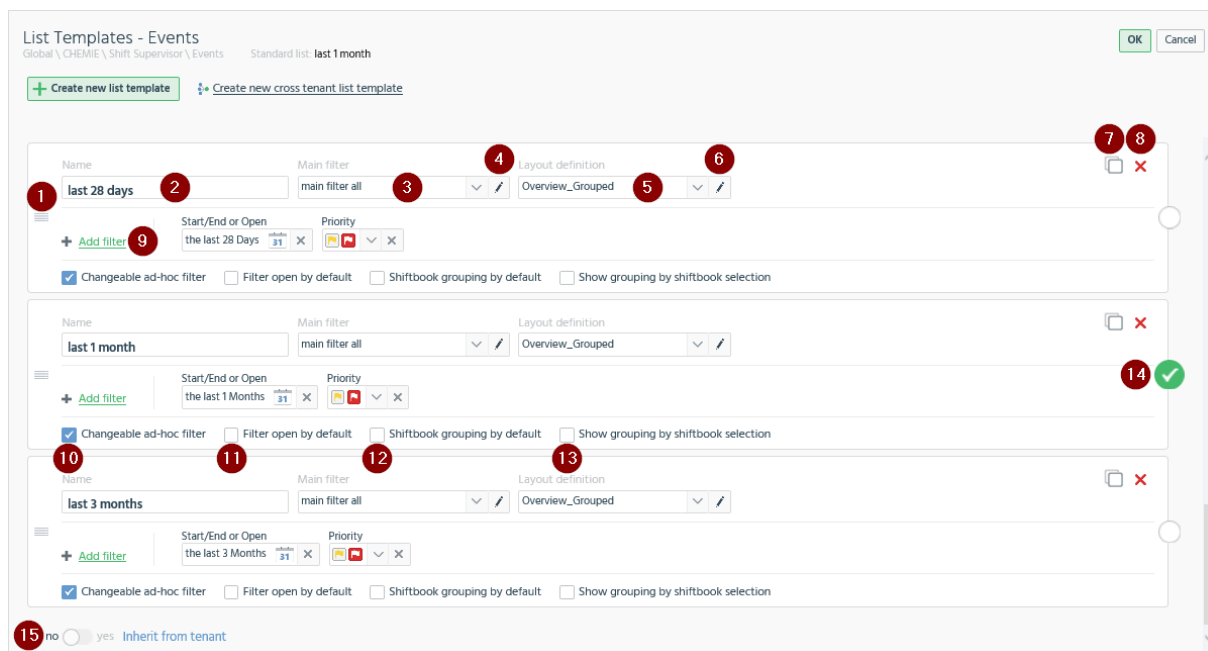 List Templates - Events
OK Cancel
Global \ CHEMIE \ Shift Supervisor \ Events Standard list: last 1 month
Create new list template Create new cross tenant list template
7 8
Name Main filter 4 Layout definition 6
1 last 28 days 2 main filter all 3 Overview_Grouped 5
Start/End or Open Priority
Add filter 9 the last 28 Days 31
Changeable ad-hoc filter Filter open by default Shiftbook grouping by default Show grouping by shiftbook selection
Name Main filter Layout definition
last 1 month main filter all Overview_Grouped
Start/End or Open Priority 14
Add filter the last 1 Months 31
Changeable ad-hoc filter Filter open by default Shiftbook grouping by default Show grouping by shiftbook selection
10 11 12 13
Name Main filter Layout definition
last 3 months main filter all Overview_Grouped
Start/End or Open Priority
Add filter the last 3 Months 31
Changeable ad-hoc filter Filter open by default Shiftbook grouping by default Show grouping by shiftbook selection
15 no yes Inherit from tenant